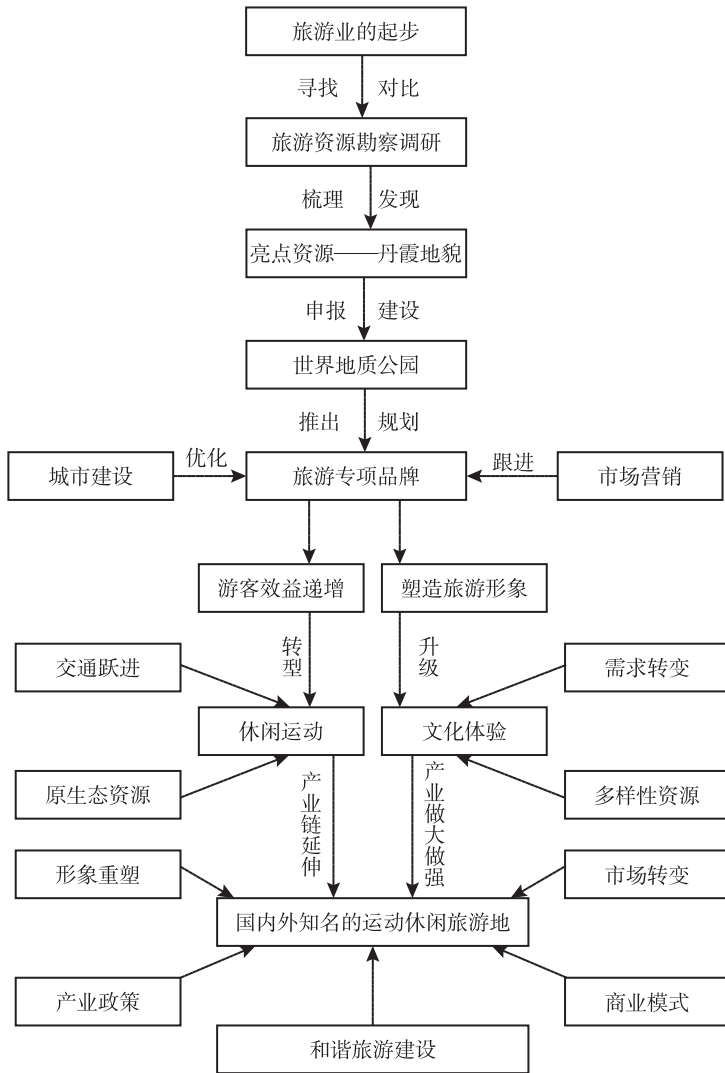 旅游业的起步
寻找 对比
旅游资源勘察调研
梳理 发现
亮点资源——丹霞地貌
申报 建设
世界地质公园
推出 规划
城市建设 优化 旅游专项品牌 跟进 市场营销
游客效益递增 塑造旅游形象
转型 升级
交通跃进 需求转变
休闲运动 文化体验
原生态资源 多样性资源
产业链延伸 产业做大做强
形象重塑 市场转变
国内外知名的运动休闲旅游地
产业政策 商业模式
和谐旅游建设